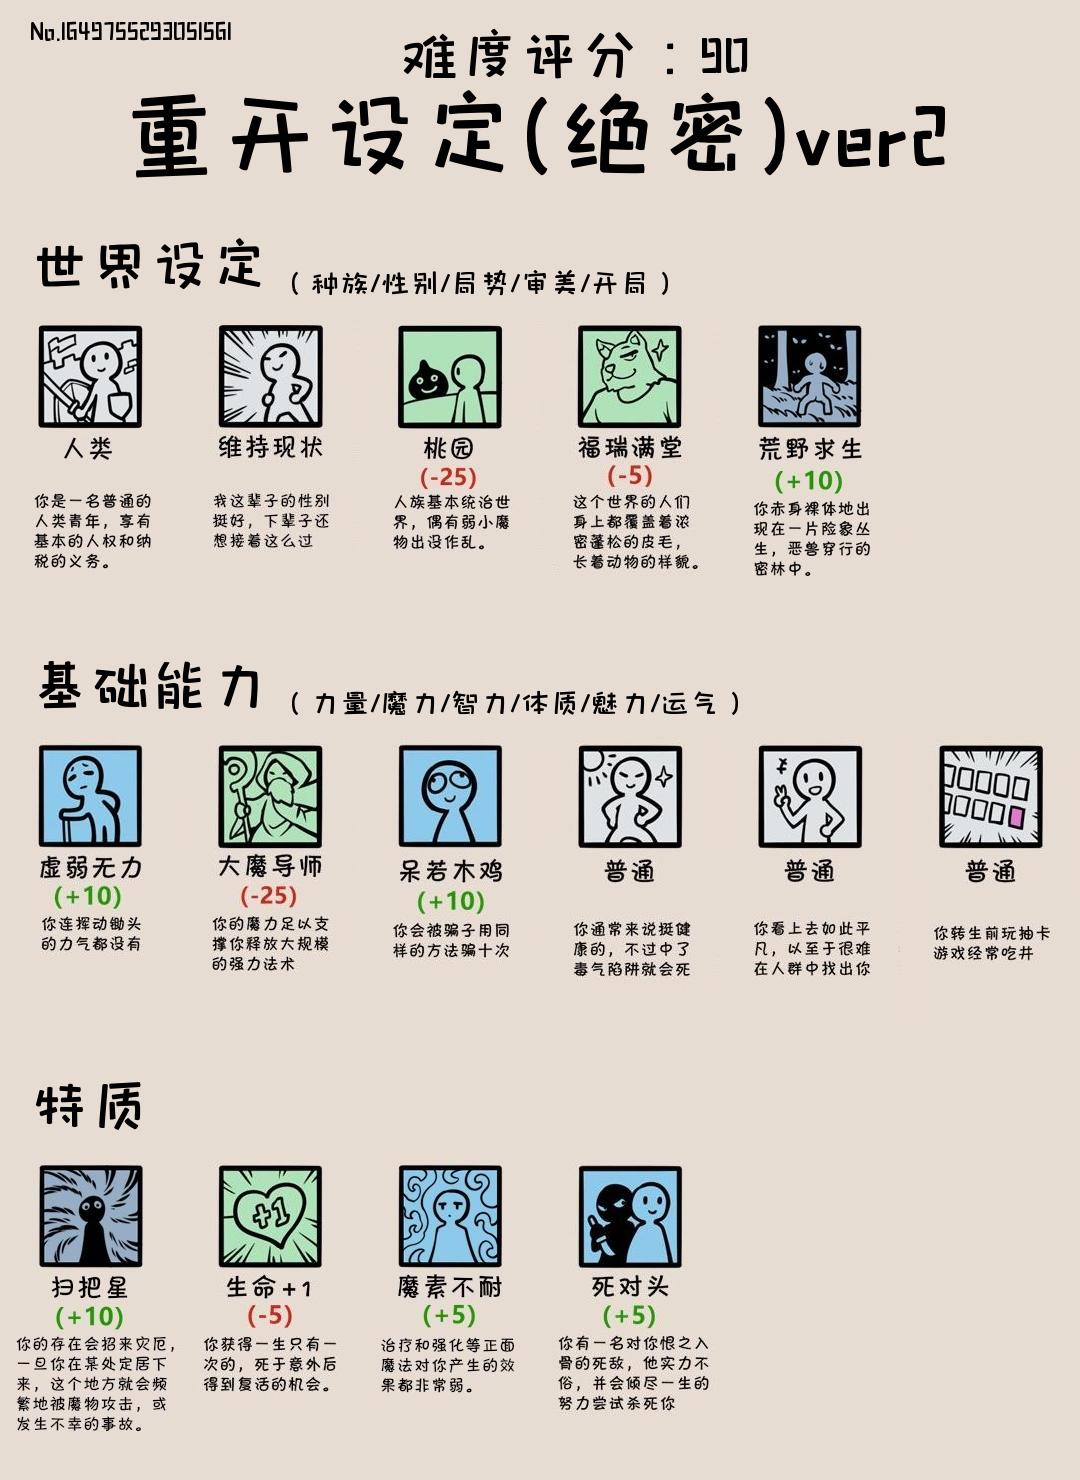 No.1649755293051561
难度评分：90
重开设定(绝密)ver2
世界设定（种族/性别/局势/审美/开局）
人类
你是一名普通的
人类青年，享有
基本的人权和纳
税的义务。
维持现状
我这辈子的性别
挺好，下辈子还
想接着这么过
桃园
(-25)
人族基本统治世
界，偶有弱小魔
物出没作乱。
福瑞满堂
(-5)
这个世界的人们
身上都覆盖着浓
密蓬松的皮毛，
长着动物的样貌。
荒野求生
(+10)
你赤身裸体地出
现在一片险象丛
生，恶兽穿行的
密林中。
基础能力（力量/魔力/智力/体质/魅力/运气）
虚弱无力
(+10)
你连挥动锄头
的力气都没有
大魔导师
(-25)
你的魔力足以支
撑你释放大规模
的强力法术
呆若木鸡
(+10)
你会被骗子用同
样的方法骗十次
普通
你通常来说挺健
康的，不过中了
毒气陷阱就会死
普通
你看上去如此平
凡，以至于很难
在人群中找出你
普通
你转生前玩抽卡
游戏经常吃井
特质
扫把星
(+10)
你的存在会招来灾厄，
一旦你在某处定居下
来，这个地方就会频
繁地被魔物攻击，或
发生不幸的事故。
+1
生命+1
(-5)
你获得一生只有一
次的，死于意外后
得到复活的机会。
魔素不耐
(+5)
治疗和强化等正面
魔法对你产生的效
果都非常弱。
死对头
(+5)
你有一名对你恨之入
骨的死敌，他实力不
俗，并会倾尽一生的
努力尝试杀死你